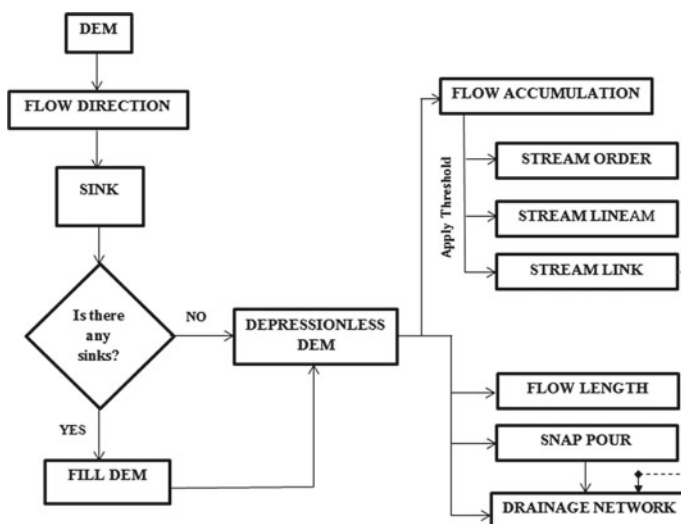 DEM
FLOW DIRECTION
SINK
Is there
any
sinks?
NO
YES
FILL DEM
DEPRESSIONLESS
DEM
FLOW ACCUMULATION
Apply Threshold
STREAM ORDER
STREAM LINEAM
STREAM LINK
FLOW LENGTH
SNAP POUR
DRAINAGE NETWORK